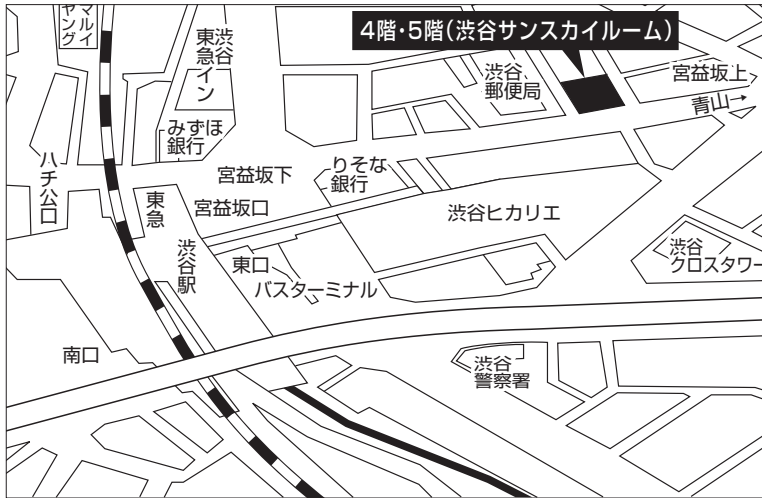 マルイ
ヤング
渋谷
東急イン
4階・5階(渋谷サンスカイルーム)
渋谷
郵便局
宮益坂上
青山→
みずほ
銀行
ハチ公口
東急
宮益坂下
宮益坂口
りそな
銀行
渋谷ヒカリエ
渋谷駅
東口
バスターミナル
渋谷
クロスタワー
南口
渋谷
警察署